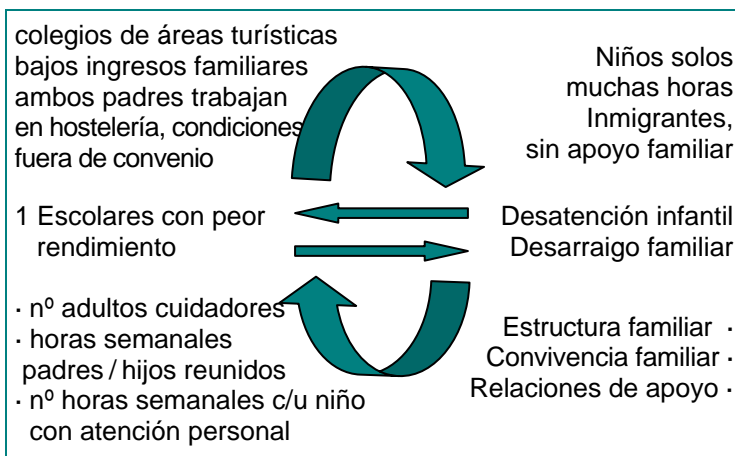 colegios de áreas turísticas
bajos ingresos familiares
ambos padres trabajan
en hostelería, condiciones
fuera de convenio
Niños solos
muchas horas
Inmigrantes,
sin apoyo familiar
1 Escolares con peor
rendimiento
Desatención infantil
Desarraigo familiar
· nº adultos cuidadores
· horas semanales
padres / hijos reunidos
· nº horas semanales c/u niño
con atención personal
Estructura familiar ·
Convivencia familiar ·
Relaciones de apoyo ·